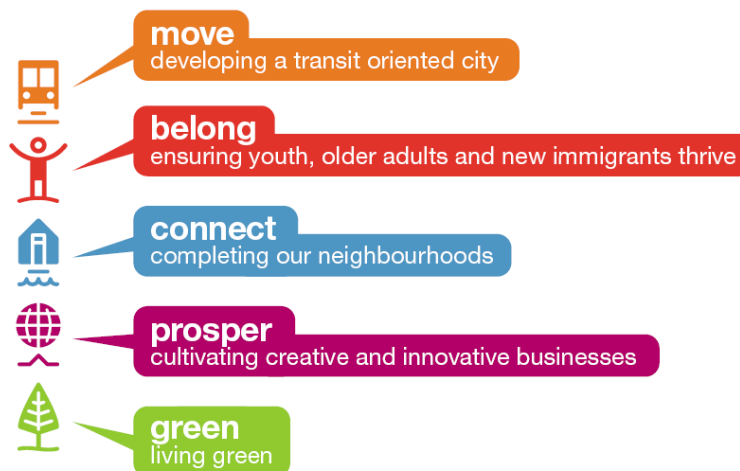 move
developing a transit oriented city
belong
ensuring youth, older adults and new immigrants thrive
connect
completing our neighbourhoods
prosper
cultivating creative and innovative businesses
green
living green